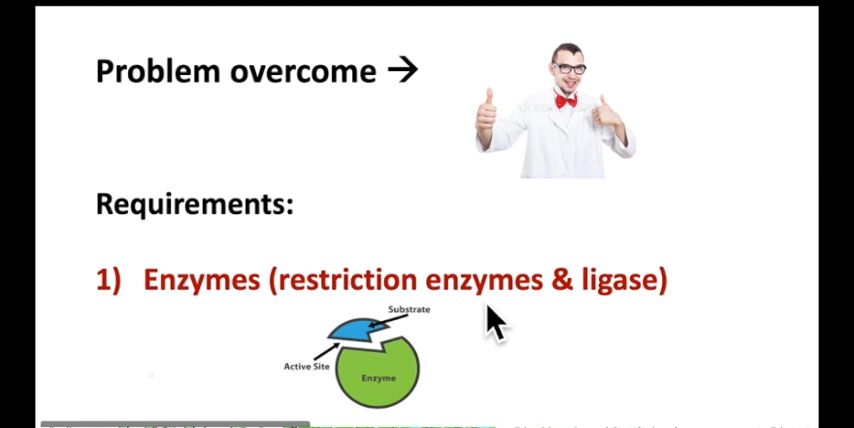 Problem overcome →
Requirements:
1) Enzymes (restriction enzymes & ligase)
Substrate
Active Site
Enzyme